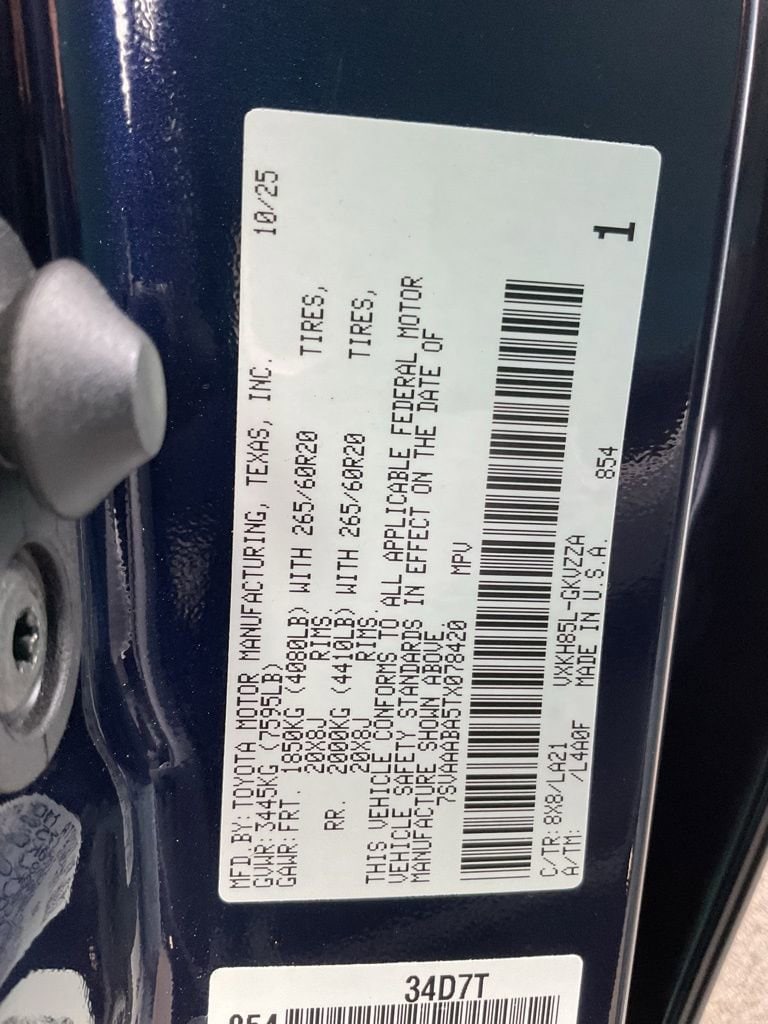 MFD.BY:TOYOTA MOTOR MANUFACTURING, TEXAS, INC. 10/25
GVWR:3445KG(7595LB)
GAWR:FRT. 1850KG (4080LB) WITH 265/60R20 TIRES,
20X8J RIMS.
RR. 2000KG (4410LB) WITH 265/60R20 TIRES,
20X8J RIMS.
THIS VEHICLE CONFORMS TO ALL APPLICABLE FEDERAL MOTOR
VEHICLE SAFETY STANDARDS IN EFFECT ON THE DATE OF
MANUFACTURE SHOWN ABOVE.
7SVAAABA5TX078420 MPV
C/TR:8X8/LA21 VXKH85L-GKVZZA
A/TM: /L4A0F MADE IN U.S.A. 854
1
34D7T
854